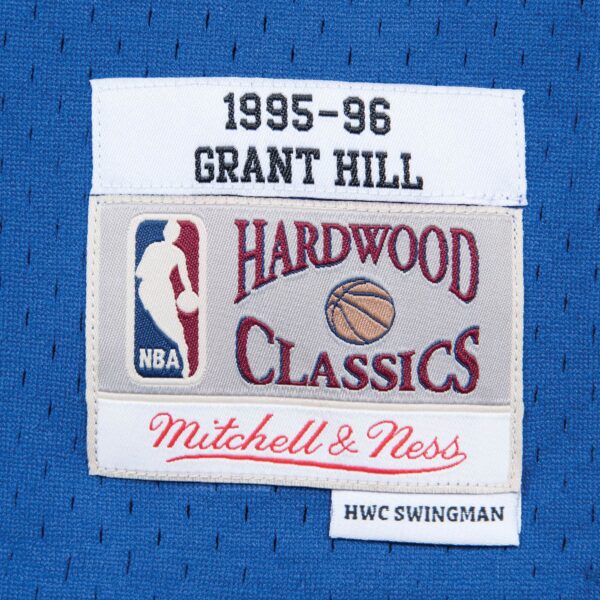 1995-96
GRANT HILL
HARDWOOD
CLASSICS
NBA
Mitchell & Ness
HWC SWINGMAN